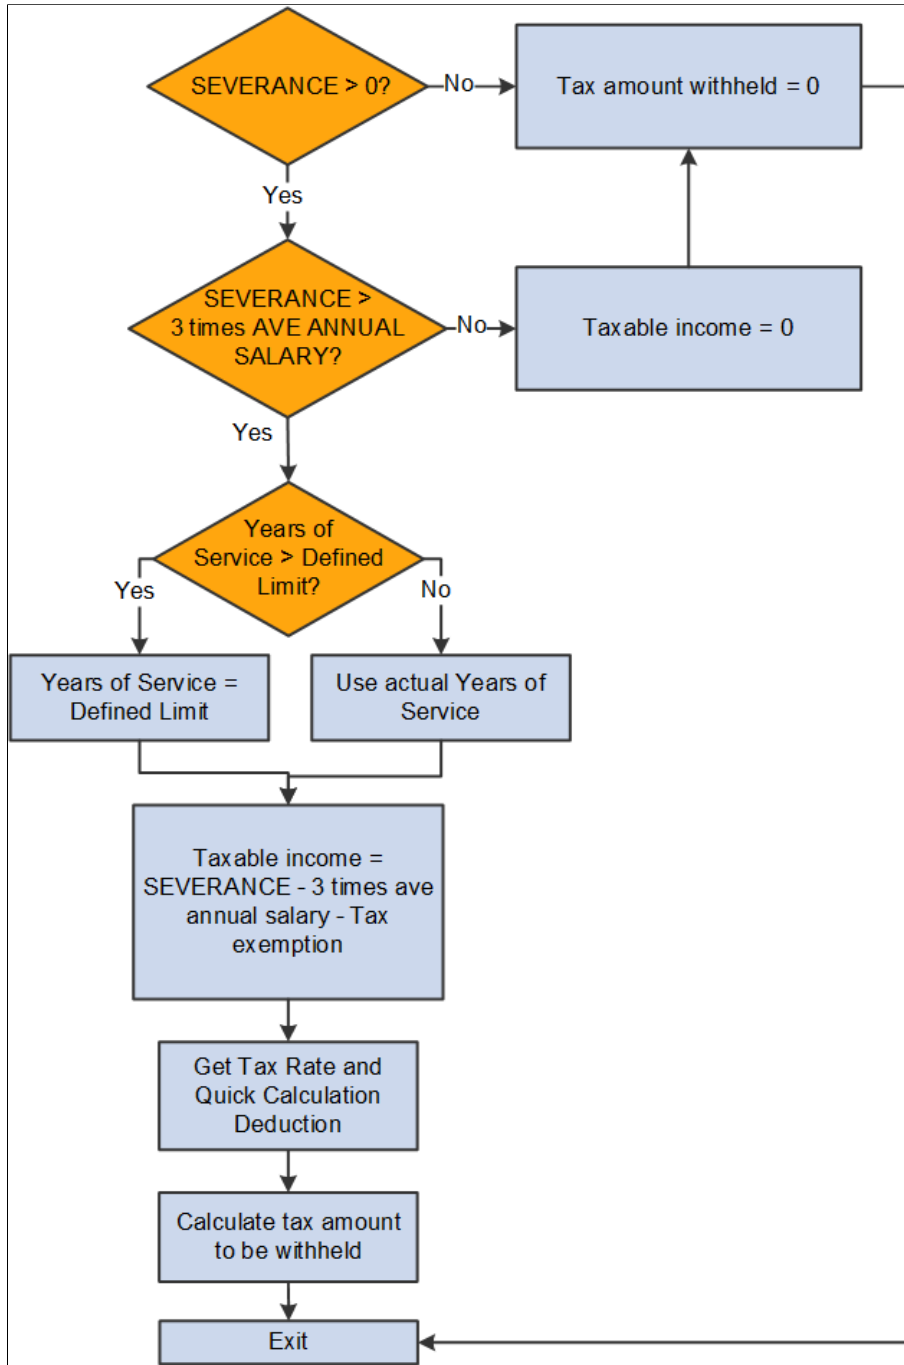 SEVERANCE > 0?
No
Tax amount withheld = 0
Yes
SEVERANCE >
3 times AVE ANNUAL
SALARY?
No
Taxable income = 0
Yes
Years of
Service > Defined
Limit?
Yes
No
Years of Service =
Defined Limit
Use actual Years of
Service
Taxable income =
SEVERANCE - 3 times ave
annual salary - Tax
exemption
Get Tax Rate and
Quick Calculation
Deduction
Calculate tax amount
to be withheld
Exit